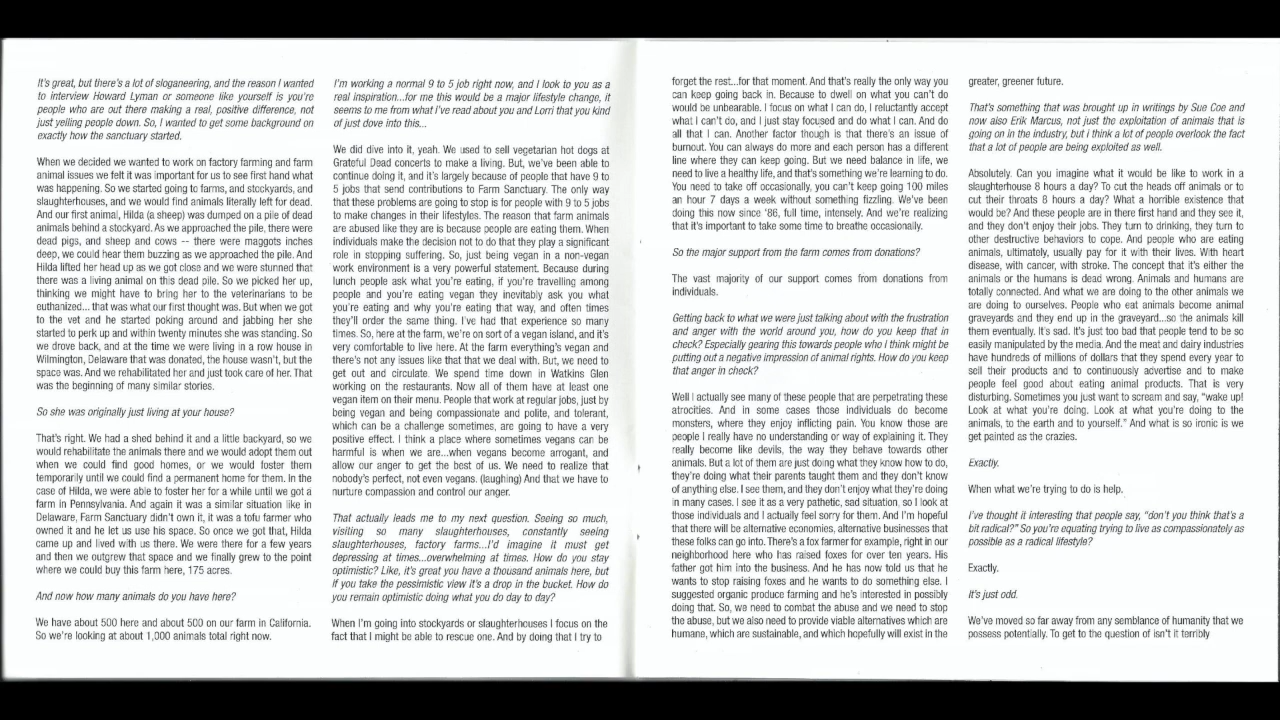 It's great, but there's a lot of sloganeering, and the reason I wanted
to interview Howard Lyman or someone like yourself is you're
people who are out there making a real, positive difference, not
just yelling people down. So, I wanted to get some background on
exactly how the sanctuary started.
When we decided we wanted to work on factory farming and farm
animal issues we felt it was important for us to see first hand what
was happening. So we started going to farms, and stockyards, and
slaughterhouses, and we would find animals literally left for dead.
And our first animal, Hilda (a sheep) was dumped on a pile of dead
animals behind a stockyard. As we approached the pile, there were
dead pigs, and sheep and cows -- there were maggots inches
deep, we could hear them buzzing as we approached the pile. And
Hilda lifted her head up as we got close and we were stunned that
there was a living animal on this dead pile. So we picked her up,
thinking we might have to bring her to the veterinarians to be
euthanized... that was what our first thought was. But when we got
to the vet and he started poking around and jabbing her she
started to perk up and within twenty minutes she was standing. So
we drove back, and at the time we were living in a row house in
Wilmington, Delaware that was donated, the house wasn't, but the
space was. And we rehabilitated her and just took care of her. That
was the beginning of many similar stories.
So she was originally just living at your house?
That's right. We had a shed behind it and a little backyard, so we
would rehabilitate the animals there and we would adopt them out
when we could find good homes, or we would foster them
temporarily until we could find a permanent home for them. In the
case of Hilda, we were able to foster her for a while until we got a
farm in Pennsylvania. And again it was a similar situation like in
Delaware, Farm Sanctuary didn't own it, it was a tofu farmer who
owned it and he let us use his space. So once we got that, Hilda
came up and lived with us there. We were there for a few years
and then we outgrew that space and we finally grew to the point
where we could buy this farm here, 175 acres.
And now how many animals do you have here?
We have about 500 here and about 500 on our farm in California.
So we're looking at about 1,000 animals total right now.
I'm working a normal 9 to 5 job right now, and I look to you as a
real inspiration...for me this would be a major lifestyle change, it
seems to me from what I've read about you and Lorri that you kind
of just dove into this...
We did dive into it, yeah. We used to sell vegetarian hot dogs at
Grateful Dead concerts to make a living. But, we've been able to
continue doing it, and it's largely because of people that have 9 to
5 jobs that send contributions to Farm Sanctuary. The only way
that these problems are going to stop is for people with 9 to 5 jobs
to make changes in their lifestyles. The reason that farm animals
are abused like they are is because people are eating them. When
individuals make the decision not to do that they play a significant
role in stopping suffering. So, just being vegan in a non-vegan
work environment is a very powerful statement. Because during
lunch people ask what you're eating, if you're travelling among
people and you're eating vegan they inevitably ask you what
you're eating and why you're eating that way, and often times
they'll order the same thing. I've had that experience so many
times. So, here at the farm, we're on sort of a vegan island, and it's
very comfortable to live here. At the farm everything's vegan and
there's not any issues like that that we deal with. But, we need to
get out and circulate. We spend time down in Watkins Glen
working on the restaurants. Now all of them have at least one
vegan item on their menu. People that work at regular jobs, just by
being vegan and being compassionate and polite, and tolerant,
which can be a challenge sometimes, are going to have a very
positive effect. I think a place where sometimes vegans can be
harmful is when we are...when vegans become arrogant, and
allow our anger to get the best of us. We need to realize that
nobody's perfect, not even vegans. (laughing) And that we have to
nurture compassion and control our anger.
That actually leads me to my next question. Seeing so much,
visiting so many slaughterhouses, constantly seeing
slaughterhouses, factory farms...I'd imagine it must get
depressing at times...overwhelming at times. How do you stay
optimistic? Like, it's great you have a thousand animals here, but
if you take the pessimistic view it's a drop in the bucket. How do
you remain optimistic doing what you do day to day?
When I'm going into stockyards or slaughterhouses I focus on the
fact that I might be able to rescue one. And by doing that I try to
forget the rest...for that moment. And that's really the only way you
can keep going back in. Because to dwell on what you can't do
would be unbearable. I focus on what I can do, I reluctantly accept
what I can't do, and I just stay focused and do what I can. And do
all that I can. Another factor though is that there's an issue of
burnout. You can always do more and each person has a different
line where they can keep going. But we need balance in life, we
need to live a healthy life, and that's something we're learning to do.
You need to take off occasionally, you can't keep going 100 miles
an hour 7 days a week without something fizzling. We've been
doing this now since '86, full time, intensely. And we're realizing
that it's important to take some time to breathe occasionally.
So the major support from the farm comes from donations?
The vast majority of our support comes from donations from
individuals.
Getting back to what we were just talking about with the frustration
and anger with the world around you, how do you keep that in
check? Especially gearing this towards people who I think might be
putting out a negative impression of animal rights. How do you keep
that anger in check?
Well I actually see many of these people that are perpetrating these
atrocities. And in some cases those individuals do become
monsters, where they enjoy inflicting pain. You know those are
people I really have no understanding or way of explaining it. They
really become like devils, the way they behave towards other
animals. But a lot of them are just doing what they know how to do,
they're doing what their parents taught them and they don't know
of anything else. I see them, and they don't enjoy what they're doing
in many cases. I see it as a very pathetic, sad situation, so I look at
those individuals and I actually feel sorry for them. And I'm hopeful
that there will be alternative economies, alternative businesses that
these folks can go into. There's a fox farmer for example, right in our
neighborhood here who has raised foxes for over ten years. His
father got him into the business. And he has now told us that he
wants to stop raising foxes and he wants to do something else. I
suggested organic produce farming and he's interested in possibly
doing that. So, we need to combat the abuse and we need to stop
the abuse, but we also need to provide viable alternatives which are
humane, which are sustainable, and which hopefully will exist in the
greater, greener future.
That's something that was brought up in writings by Sue Coe and
now also Erik Marcus, not just the exploitation of animals that is
going on in the industry, but i think a lot of people overlook the fact
that a lot of people are being exploited as well.
Absolutely. Can you imagine what it would be like to work in a
slaughterhouse 8 hours a day? To cut the heads off animals or to
cut their throats 8 hours a day? What a horrible existence that
would be? And these people are in there first hand and they see it,
and they don't enjoy their jobs. They turn to drinking, they turn to
other destructive behaviors to cope. And people who are eating
animals, ultimately, usually pay for it with their lives. With heart
disease, with cancer, with stroke. The concept that it's either the
animals or the humans is dead wrong. Animals and humans are
totally connected. And what we are doing to the other animals we
are doing to ourselves. People who eat animals become animal
graveyards and they end up in the graveyard...so the animals kill
them eventually. It's sad. It's just too bad that people tend to be so
easily manipulated by the media. And the meat and dairy industries
have hundreds of millions of dollars that they spend every year to
sell their products and to continuously advertise and to make
people feel good about eating animal products. That is very
disturbing. Sometimes you just want to scream and say, "wake up!
Look at what you're doing. Look at what you're doing to the
animals, to the earth and to yourself." And what is so ironic is we
get painted as the crazies.
Exactly.
When what we're trying to do is help.
I've thought it interesting that people say, "don't you think that's a
bit radical?" So you're equating trying to live as compassionately as
possible as a radical lifestyle?
Exactly.
It's just odd.
We've moved so far away from any semblance of humanity that we
possess potentially. To get to the question of isn't it terribly